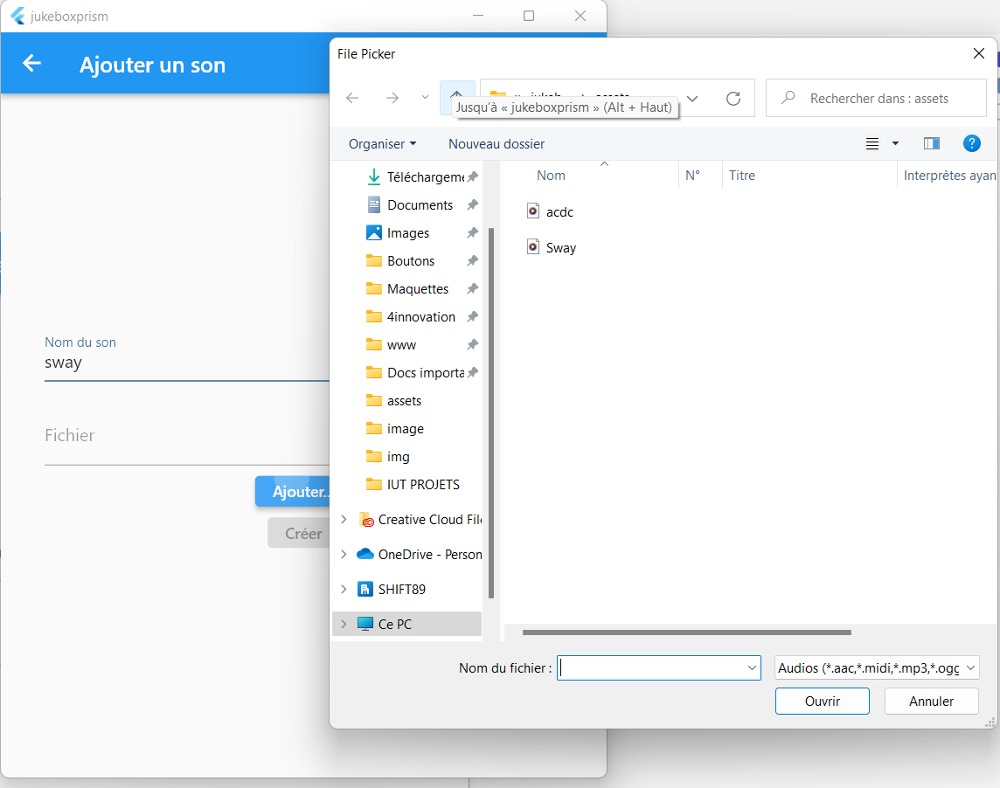 jukeboxprism
Ajouter un son
Nom du son
sway
Fichier
Ajouter..
Créer
File Picker
Jusqu'à « jukeboxprism » (Alt + Haut)
Rechercher dans : assets
Organiser
Nouveau dossier
Téléchargeme
Documents
Images
Boutons
Maquettes
4innovation
www
Docs importa
assets
image
img
IUT PROJETS
Creative Cloud File
OneDrive - Person
SHIFT89
Ce PC
Nom N° Titre Interprètes ayan
acdc
Sway
Nom du fichier :
Audios (*.aac,*.midi,*.mp3,*.ogg
Ouvrir
Annuler